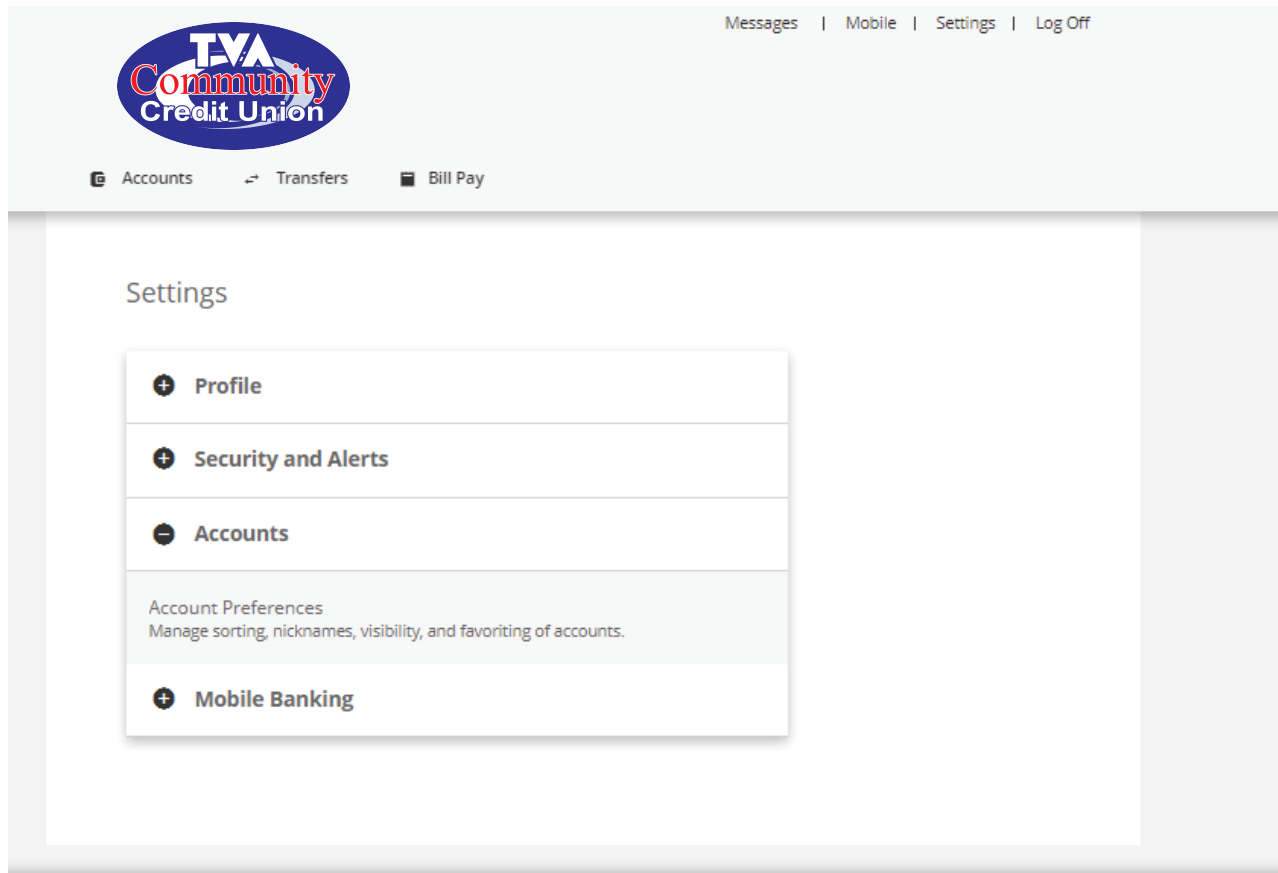 Messages | Mobile | Settings | Log Off
TVA
Community
Credit Union
Accounts Transfers Bill Pay
Settings
Profile
Security and Alerts
Accounts
Account Preferences
Manage sorting, nicknames, visibility, and favoriting of accounts.
Mobile Banking